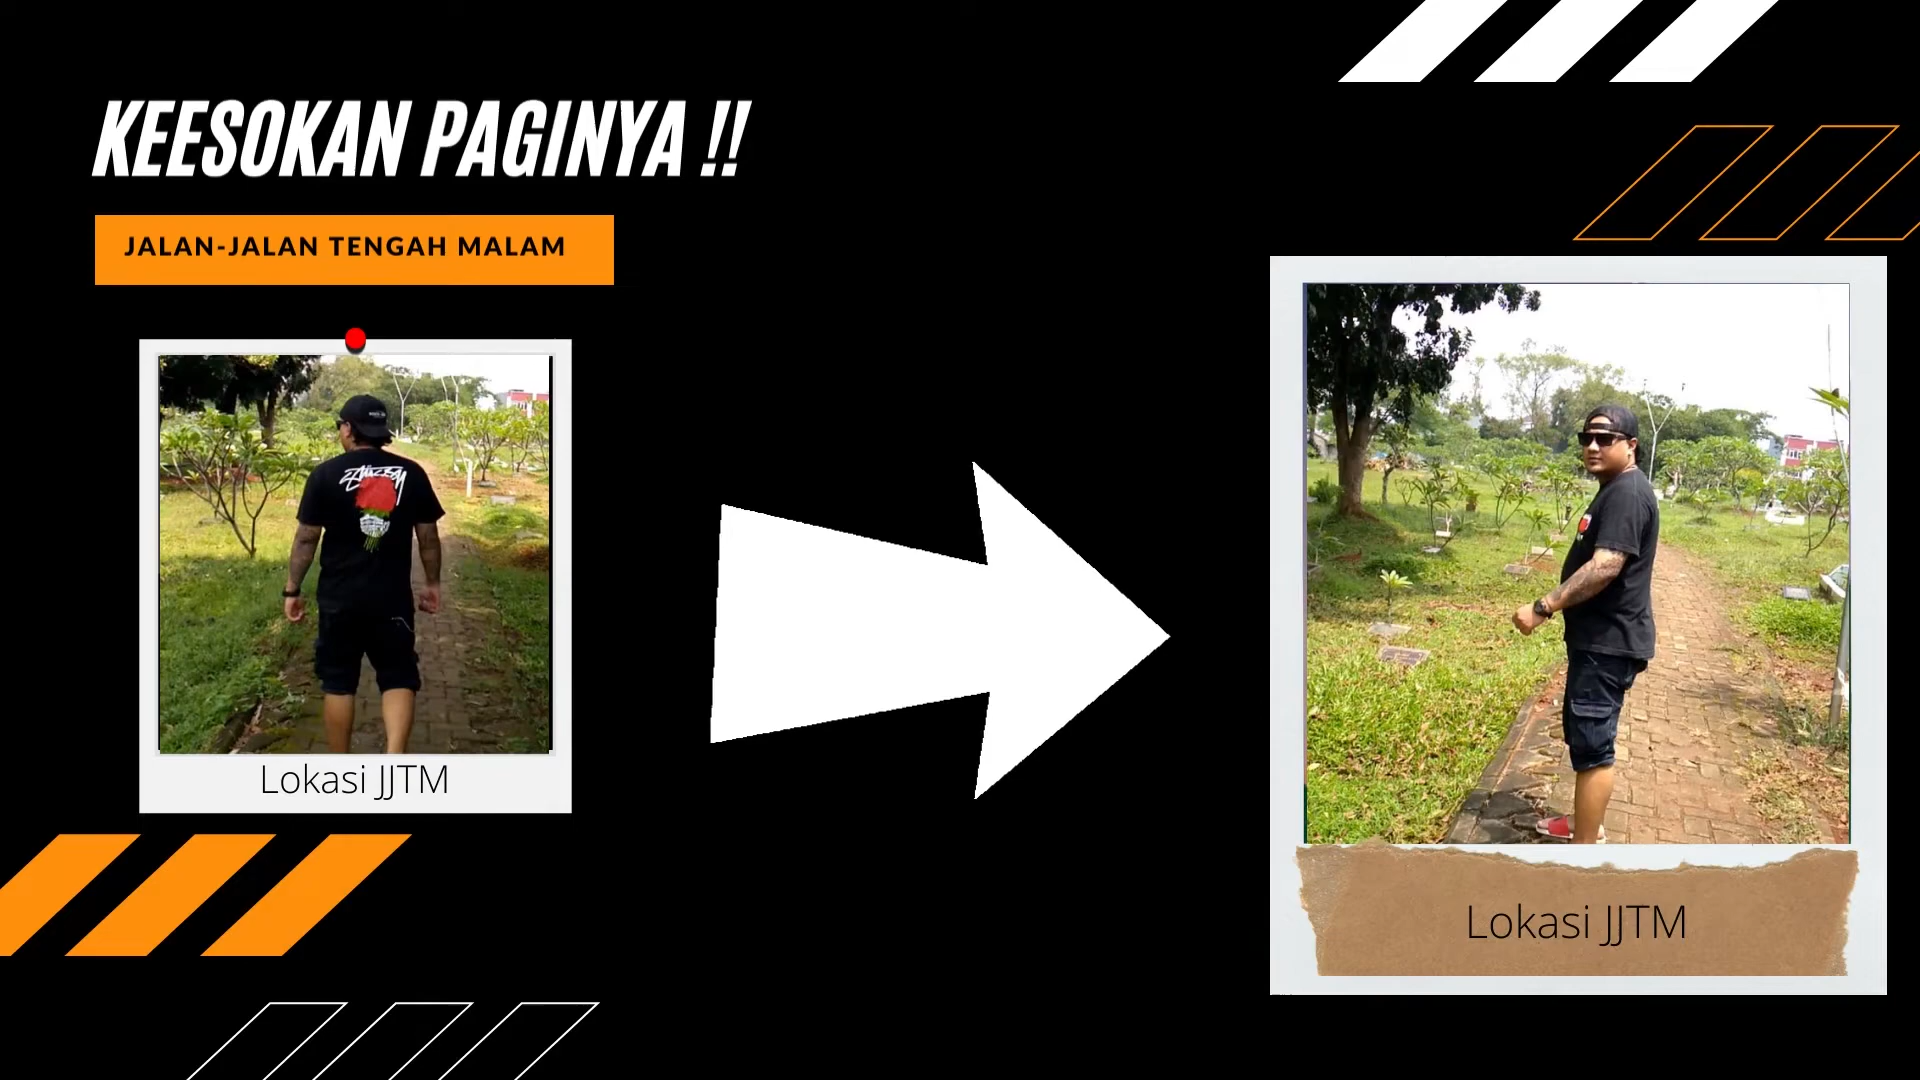 KEESOKAN PAGINYA !!
JALAN-JALAN TENGAH MALAM
Lokasi JJTM
Lokasi JJTM